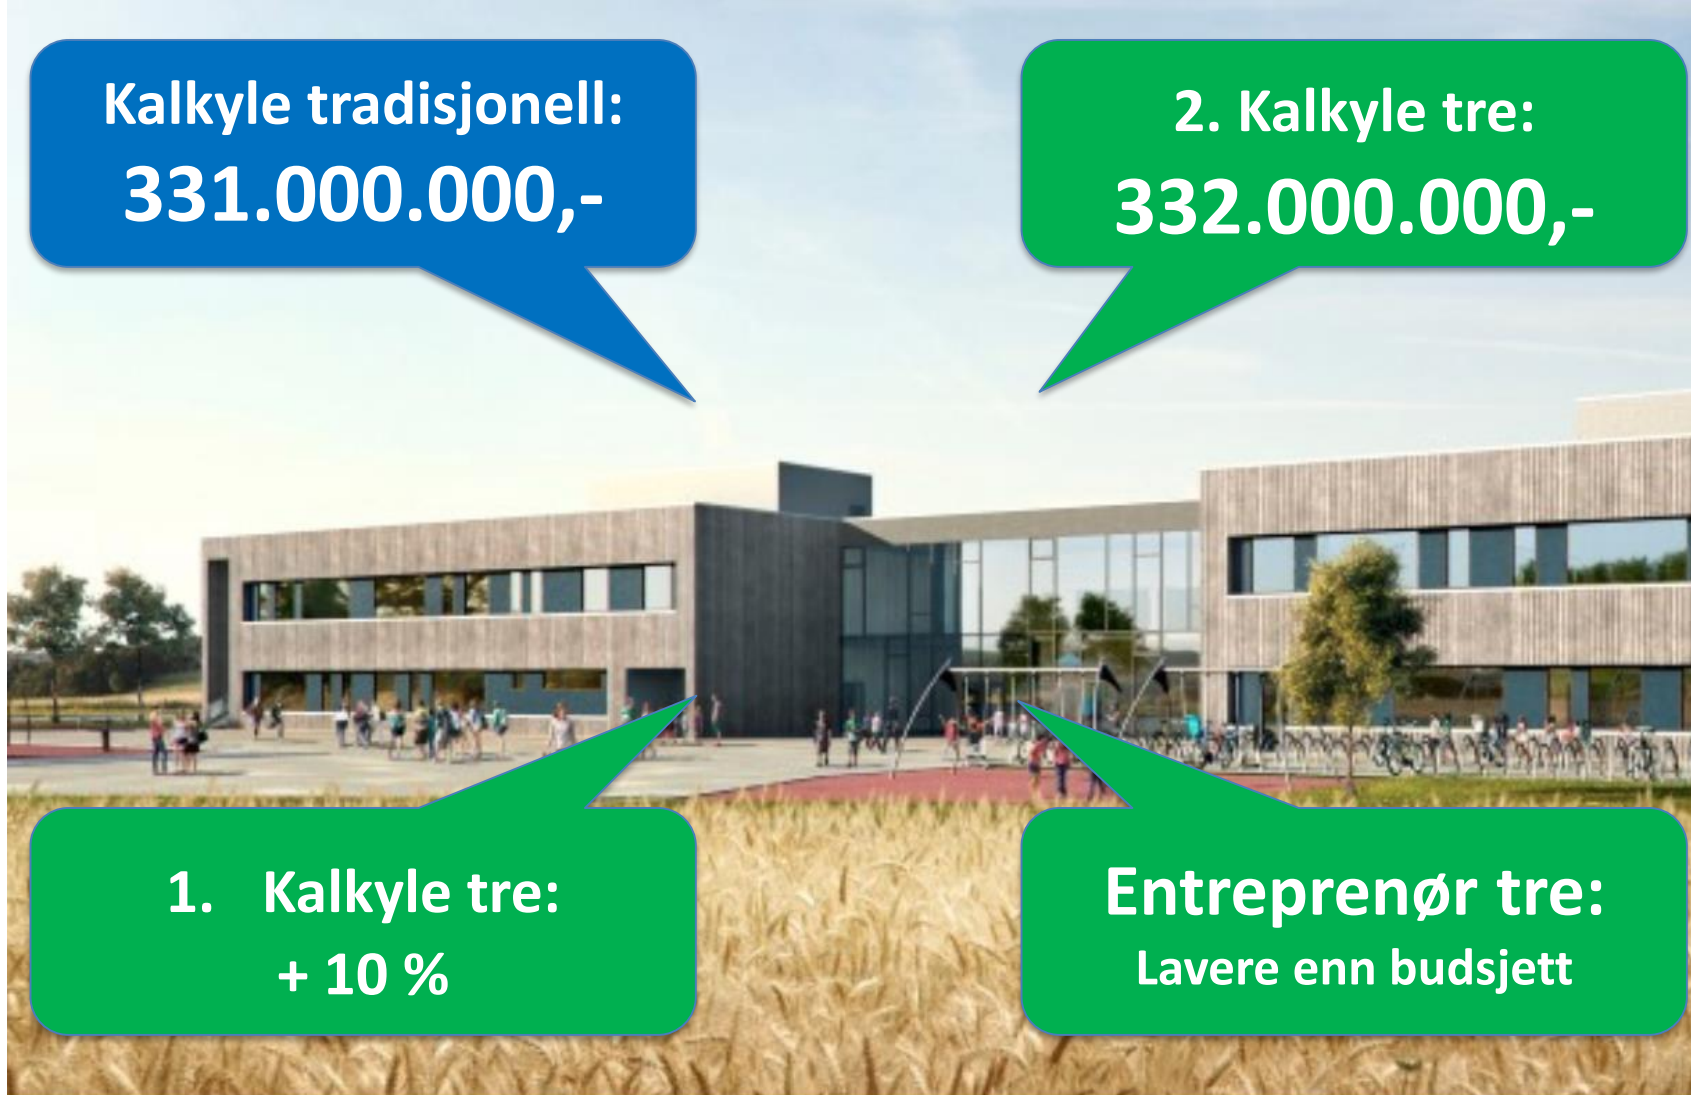 Kalkyle tradisjonell:
331.000.000,-
2. Kalkyle tre:
332.000.000,-
1. Kalkyle tre:
+ 10 %
Entreprenør tre:
Lavere enn budsjett